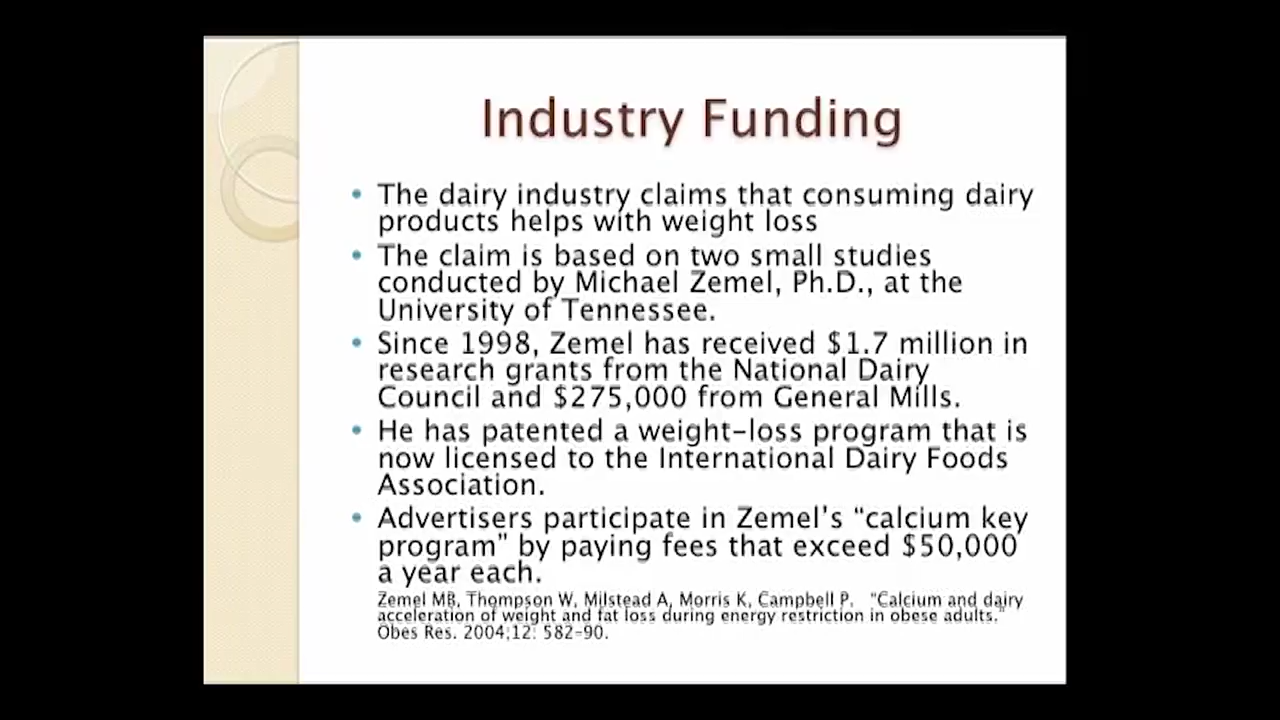 Industry Funding
• The dairy industry claims that consuming dairy
products helps with weight loss
• The claim is based on two small studies
conducted by Michael Zemel, Ph.D., at the
University of Tennessee.
• Since 1998, Zemel has received $1.7 million in
research grants from the National Dairy
Council and $275,000 from General Mills.
• He has patented a weight-loss program that is
now licensed to the International Dairy Foods
Association.
• Advertisers participate in Zemel's “calcium key
program” by paying fees that exceed $50,000
a year each.
Zemel MB, Thompson W, Milstead A, Morris K, Campbell P. "Calcium and dairy
acceleration of weight and fat loss during energy restriction in obese adults."
Obes Res. 2004;12: 582-90.